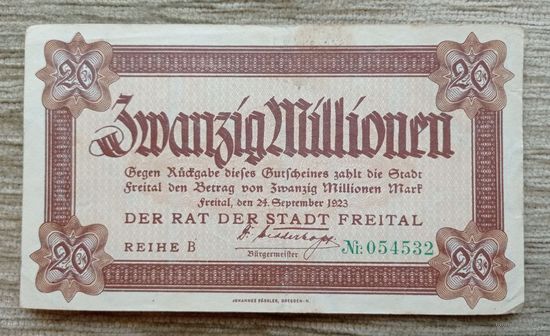 20 20
Zwanzig Millionen
Gegen Rückgabe dieses Gutscheines zahlt die Stadt
Freital den Betrag von Zwanzig Millionen Mark
Freital, den 24. September 1923
DER RAT DER STADT FREITAL
REIHE B
Bürgermeister
№: 054532
20 20
JOHANNES PÄSSLER, DRESDEN-N.